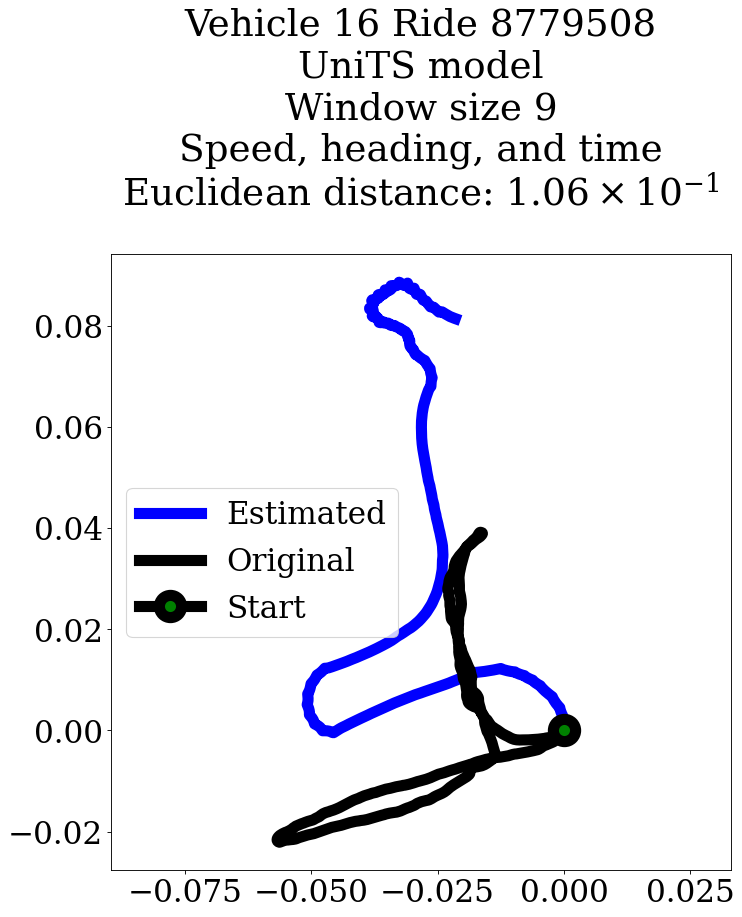 Vehicle 16 Ride 8779508
UniTS model
Window size 9
Speed, heading, and time
Euclidean distance: 1.06 × 10⁻¹
0.08
0.06
0.04
0.02
0.00
−0.02
Estimated
Original
Start
−0.075 −0.050 −0.025 0.000 0.025